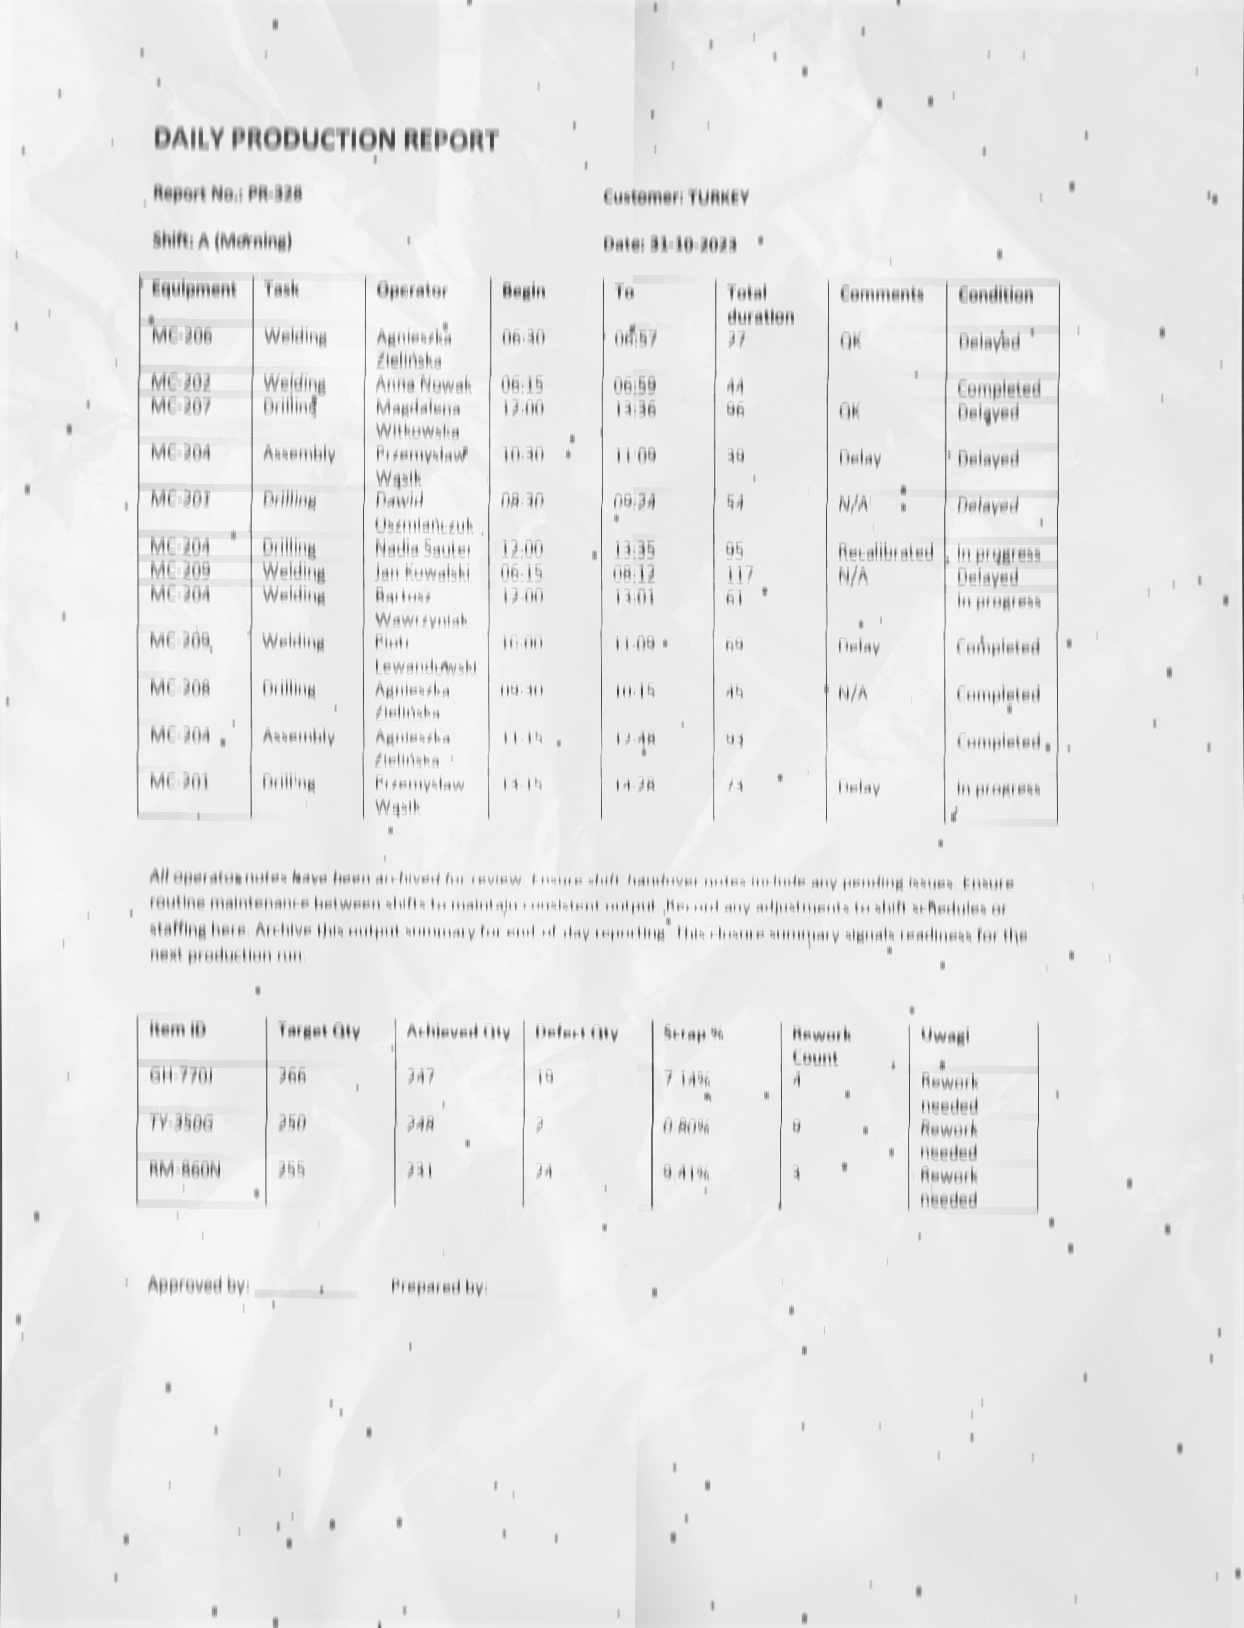 DAILY PRODUCTION REPORT
Report No.: PR-328 Customer: TURKEY
Shift: A (Morning) Date: 31-10-2023
Equipment Task Operator Begin To Total Comments Condition
duration
MC-206 Welding Agnieszka 06:30 06:57 27 OK Delayed
Zielińska
MC-202 Welding Anna Nowak 06:15 06:59 44 Completed
MC-207 Drilling Magdalena 12:00 13:36 96 OK Delayed
Witkowska
MC-204 Assembly Przemysław 10:30 11:09 39 Delay Delayed
Wąsik
MC-201 Drilling Dawid 08:30 09:24 54 N/A Delayed
Oszmiańczuk
MC-204 Drilling Nadia Sauter 12:00 13:35 95 Recalibrated In progress
MC-209 Welding Jan Kowalski 06:15 08:12 117 N/A Delayed
MC-204 Welding Bartosz 12:00 13:01 61 In progress
Wawrzyniak
MC-209 Welding Piotr 10:00 11:09 69 Delay Completed
Lewandowski
MC-208 Drilling Agnieszka 09:30 10:15 45 N/A Completed
Zielińska
MC-204 Assembly Agnieszka 11:15 12:48 93 Completed
Zielińska
MC-201 Drilling Przemysław 13:15 14:28 73 Delay In progress
Wąsik
All operator notes have been archived for review. Ensure shift handover notes include any pending issues. Ensure
routine maintenance between shifts to maintain consistent output. Record any adjustments to shift schedules or
staffing here. Archive this output summary for end-of-day reporting. This closure summary signals readiness for the
next production run.
Item ID Target Qty Achieved Qty Defect Qty Scrap % Rework Uwagi
Count
GH-770J 266 247 19 7.14% 4 Rework
needed
TY-350G 250 248 2 0.80% 9 Rework
needed
RM-860N 255 231 24 9.41% 3 Rework
needed
Approved by: Prepared by: